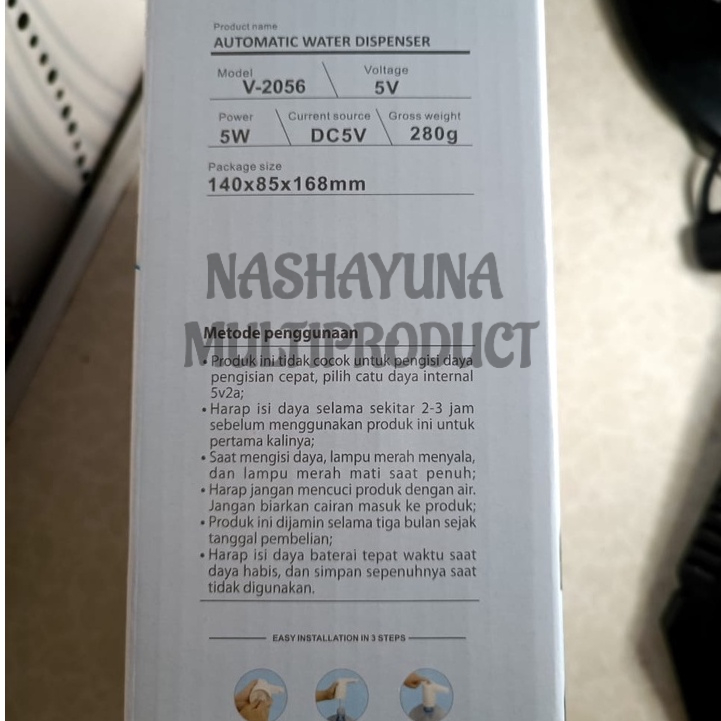 Product name
AUTOMATIC WATER DISPENSER
Model Voltage
V-2056 5V
Power Current source Gross weight
5W DC5V 280g
Package size
140x85x168mm
NASHAYUNA
MULTIPRODUCT
Metode penggunaan
• Produk ini tidak cocok untuk pengisi daya
pengisian cepat, pilih catu daya internal
5v2a;
• Harap isi daya selama sekitar 2-3 jam
sebelum menggunakan produk ini untuk
pertama kalinya;
• Saat mengisi daya, lampu merah menyala,
dan lampu merah mati saat penuh;
• Harap jangan mencuci produk dengan air.
Jangan biarkan cairan masuk ke produk;
• Produk ini dijamin selama tiga bulan sejak
tanggal pembelian;
• Harap isi daya baterai tepat waktu saat
daya habis, dan simpan sepenuhnya saat
tidak digunakan.
EASY INSTALLATION IN 3 STEPS